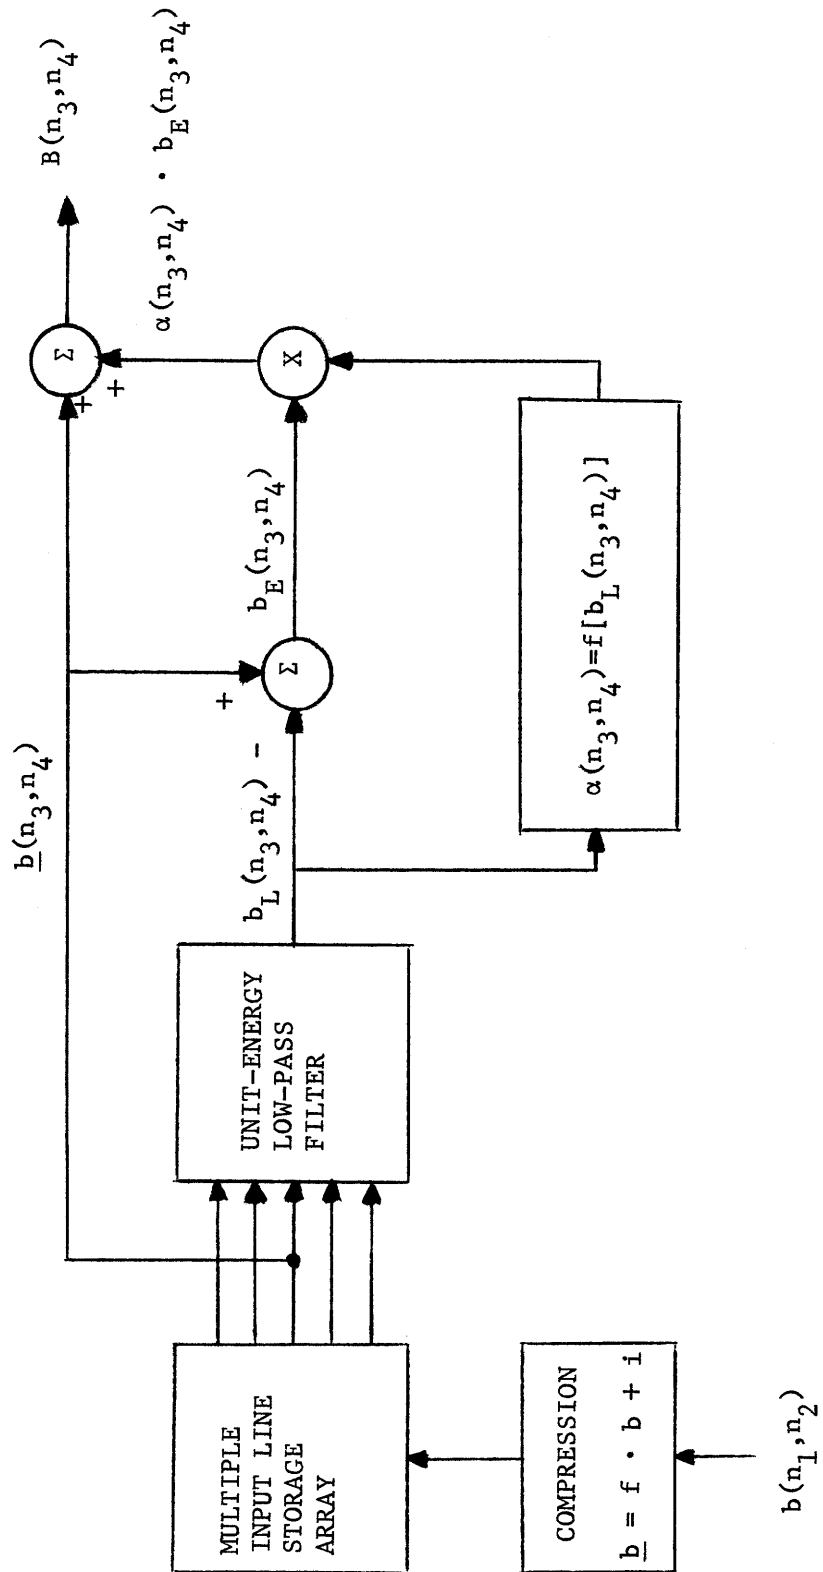 b(n1,n2)
COMPRESSION
b = f · b + i
MULTIPLE
INPUT LINE
STORAGE
ARRAY
UNIT-ENERGY
LOW-PASS
FILTER
b(n3,n4)
bL(n3,n4)
-
+
Σ
bE(n3,n4)
α(n3,n4)=f[bL(n3,n4)]
X
+
+
Σ
α(n3,n4) · bE(n3,n4)
B(n3,n4)